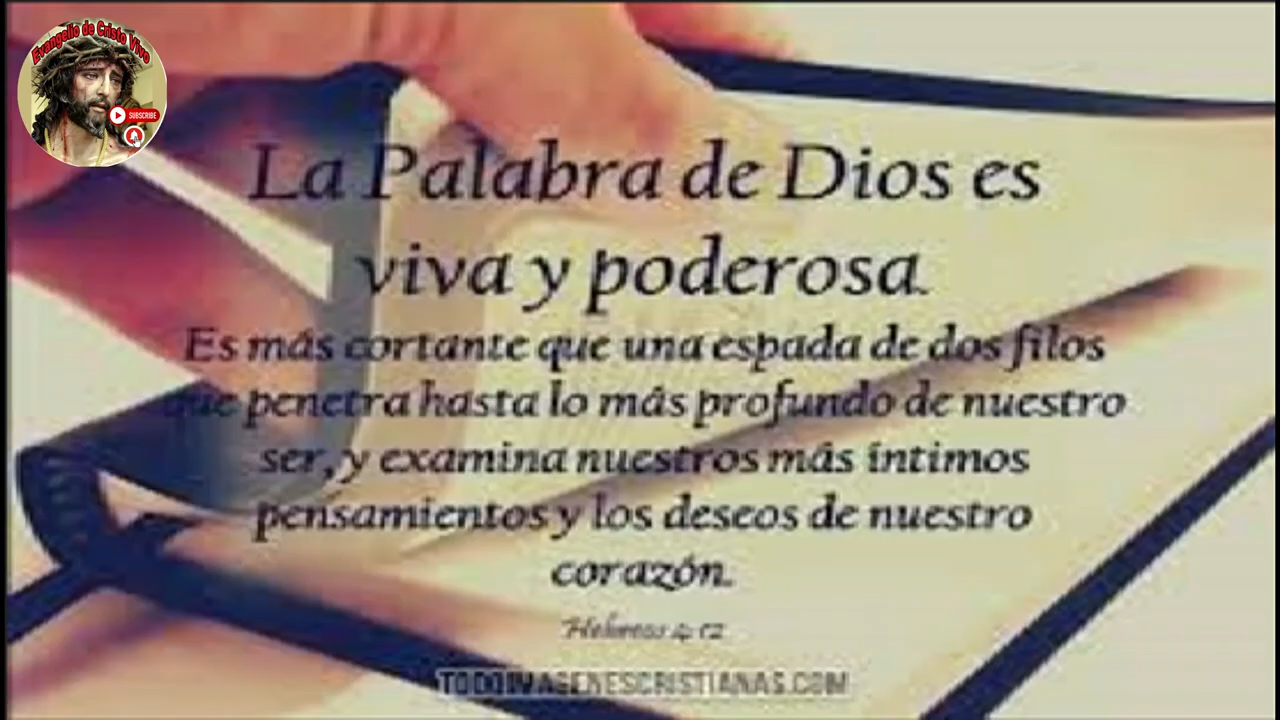 Evangelio de Cristo Vivo
SUBSCRIBE
La Palabra de Dios es
viva y poderosa.
Es más cortante que una espada de dos filos
que penetra hasta lo más profundo de nuestro
ser, y examina nuestros más íntimos
pensamientos y los deseos de nuestro
corazón.
Hebreos 4:12
TODOIMAGENESCRISTIANAS.COM